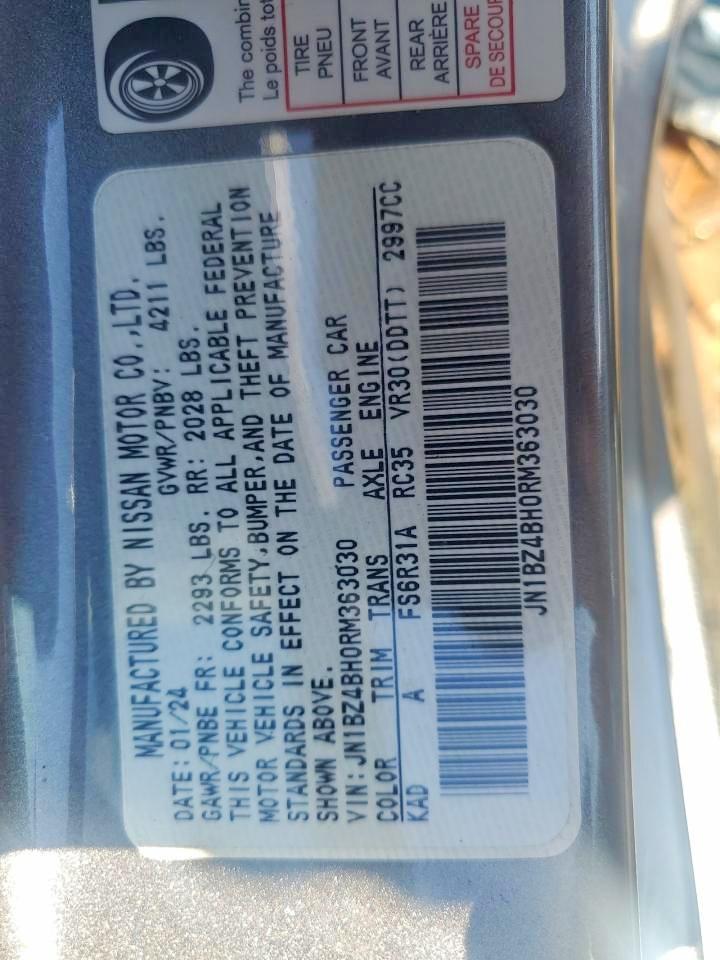 MANUFACTURED BY NISSAN MOTOR CO.,LTD.
DATE: 01/24 GVWR/PNBV: 4211 LBS.
GAWR/PNBE FR: 2293 LBS. RR: 2028 LBS.
THIS VEHICLE CONFORMS TO ALL APPLICABLE FEDERAL
MOTOR VEHICLE SAFETY,BUMPER,AND THEFT PREVENTION
STANDARDS IN EFFECT ON THE DATE OF MANUFACTURE
SHOWN ABOVE.
VIN:JN1BZ4BH0RM363030 PASSENGER CAR
COLOR TRIM TRANS AXLE ENGINE
KAD A FS6R31A RC35 VR30(DDTT) 2997CC
JN1BZ4BH0RM363030
The
Le poids
TIRE
PNEU
FRONT
AVANT
REAR
ARRIÈRE
SPARE
DE